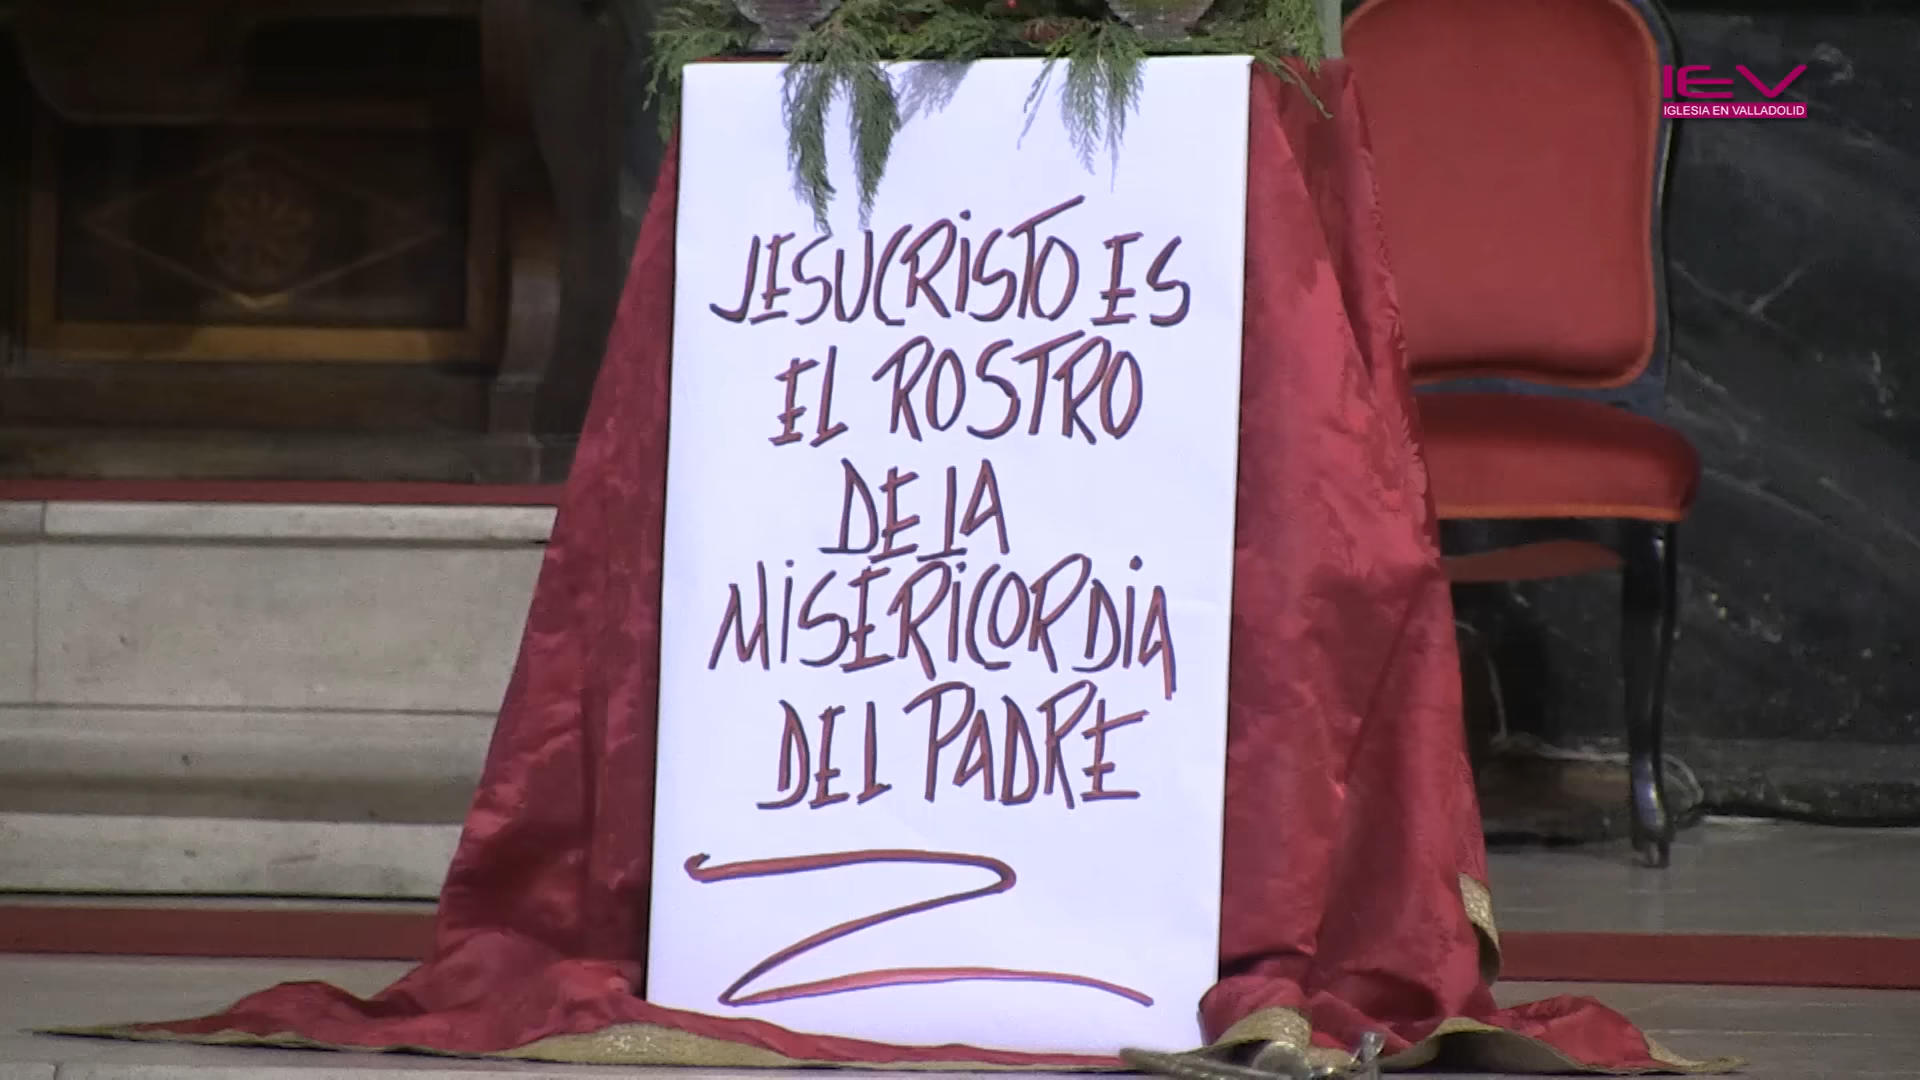 IEV
IGLESIA EN VALLADOLID
JESUCRiSTO ES
EL ROSTRO
DE LA
MiSERiCORDiA
DEL PADRE